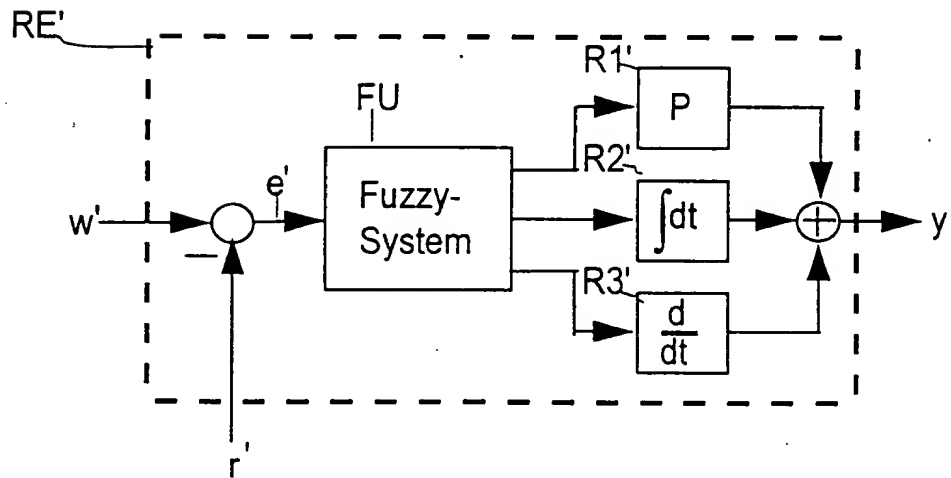 RE'
R1'
P
FU
R2'
e'
w'
Fuzzy-
System
∫dt
+
y
−
R3'
d
dt
r'